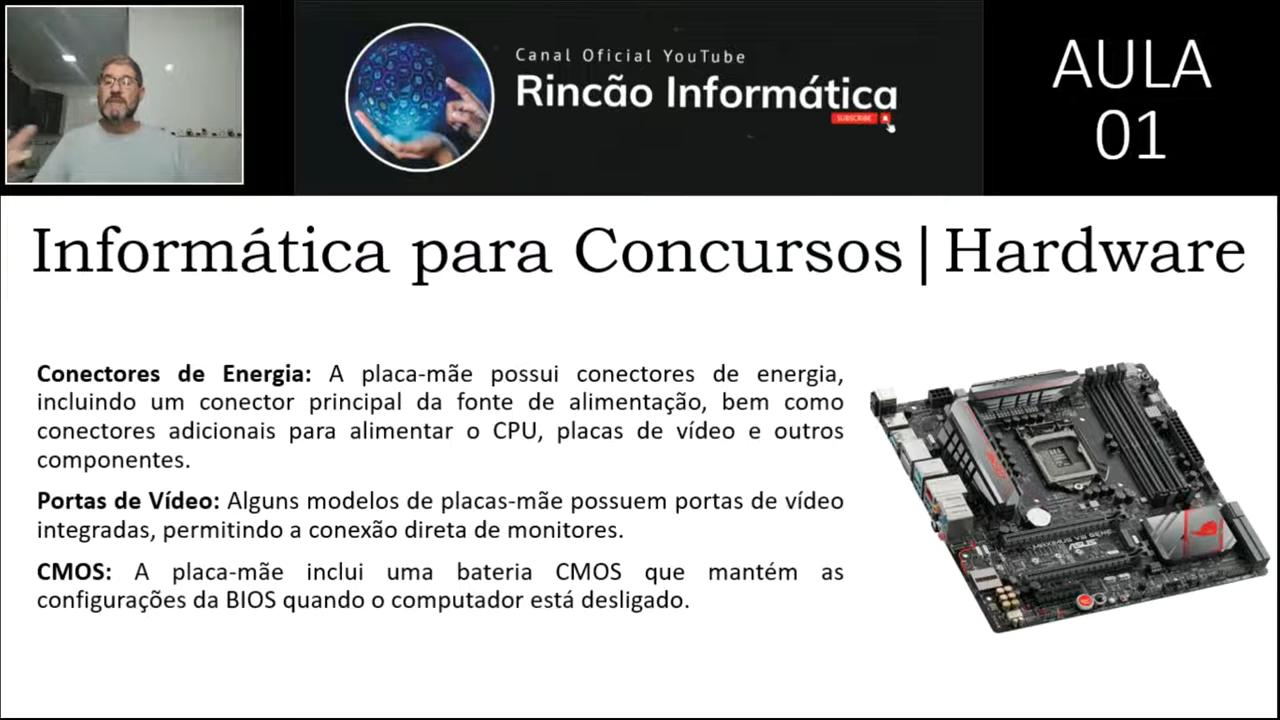 Canal Oficial YouTube
Rincão Informática
SUBSCRIBE
AULA
01
Informática para Concursos|Hardware
Conectores de Energia: A placa-mãe possui conectores de energia,
incluindo um conector principal da fonte de alimentação, bem como
conectores adicionais para alimentar o CPU, placas de vídeo e outros
componentes.
Portas de Vídeo: Alguns modelos de placas-mãe possuem portas de vídeo
integradas, permitindo a conexão direta de monitores.
CMOS: A placa-mãe inclui uma bateria CMOS que mantém as
configurações da BIOS quando o computador está desligado.
MAXIMUS VIII GENE
ASUS